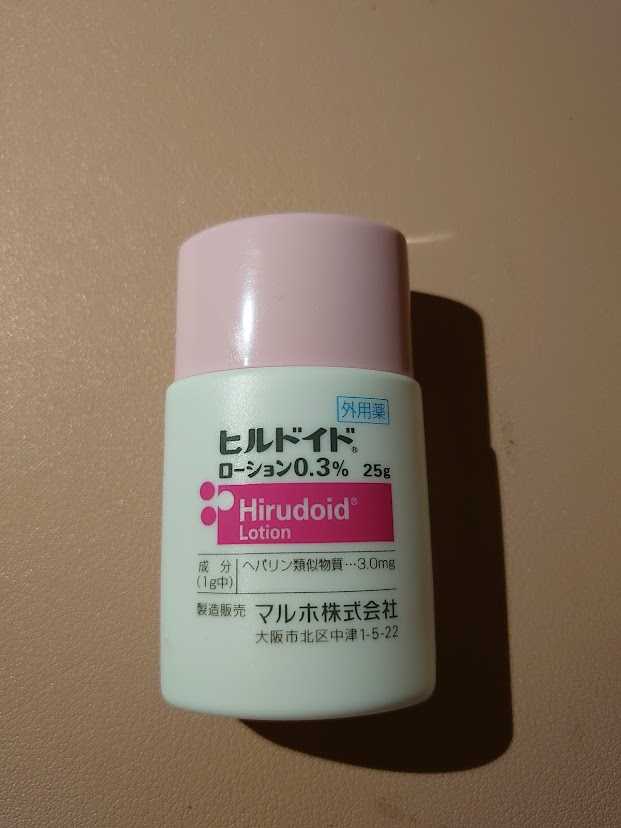 外用薬
ヒルドイド®
ローション0.3% 25g
Hirudoid®
Lotion
成 分 ヘパリン類似物質…3.0mg
(1g中)
製造販売 マルホ株式会社
大阪市北区中津1-5-22